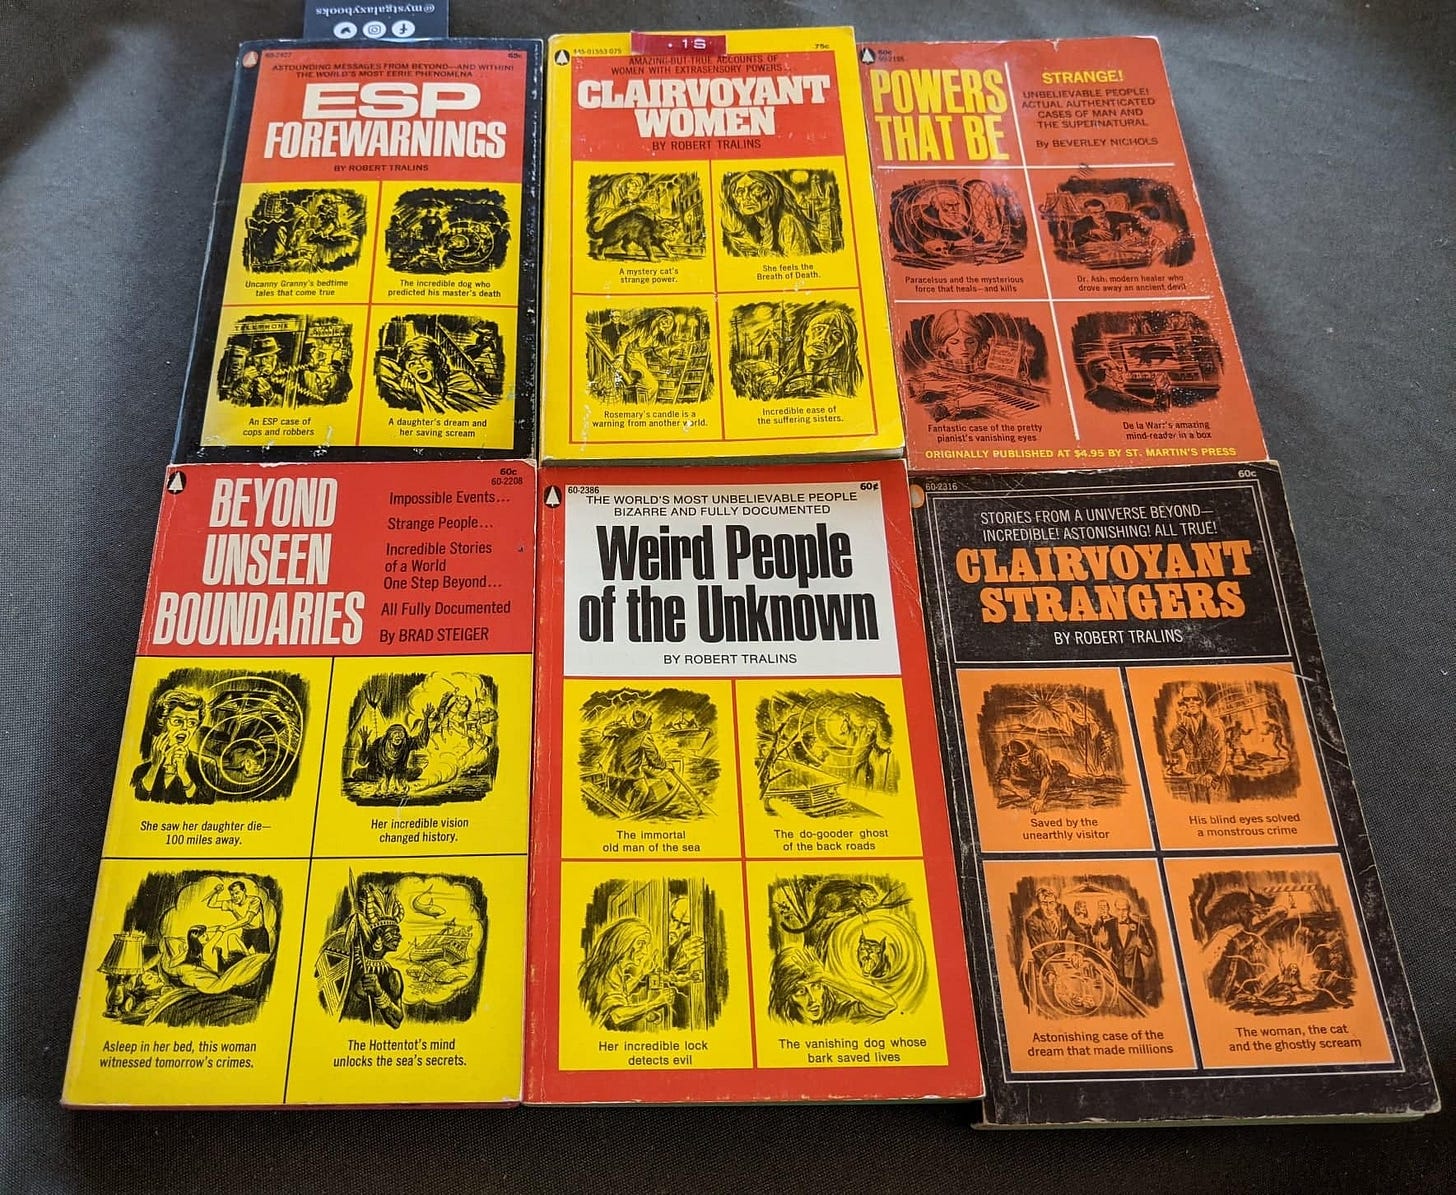 @mystgalaxybooks
60-2427
65c
ASTOUNDING MESSAGES FROM BEYOND—AND WITHIN!
THE WORLD'S MOST EERIE PHENOMENA
ESP
FOREWARNINGS
BY ROBERT TRALINS
Uncanny Granny's bedtime
tales that come true
The incredible dog who
predicted his master's death
TELEPHONE
An ESP case of
cops and robbers
A daughter's dream and
her saving scream
445-01553-075
.1S
75c
AMAZING-BUT-TRUE ACCOUNTS OF
WOMEN WITH EXTRASENSORY POWERS
CLAIRVOYANT
WOMEN
BY ROBERT TRALINS
A mystery cat's
strange power.
She feels the
Breath of Death.
Rosemary's candle is a
warning from another world.
Incredible ease of
the suffering sisters.
60c
60-2195
POWERS
THAT BE
STRANGE!
UNBELIEVABLE PEOPLE!
ACTUAL AUTHENTICATED
CASES OF MAN AND
THE SUPERNATURAL
By BEVERLEY NICHOLS
Paracelsus and the mysterious
force that heals—and kills
Dr. Ash, modern healer who
drove away an ancient devil
Fantastic case of the pretty
pianist's vanishing eyes
De la Warr's amazing
mind-reader in a box
ORIGINALLY PUBLISHED AT $4.95 BY ST. MARTIN'S PRESS
60c
60-2208
BEYOND
UNSEEN
BOUNDARIES
Impossible Events...
Strange People...
Incredible Stories
of a World
One Step Beyond...
All Fully Documented
By BRAD STEIGER
She saw her daughter die—
100 miles away.
Her incredible vision
changed history.
Asleep in her bed, this woman
witnessed tomorrow's crimes.
The Hottentot's mind
unlocks the sea's secrets.
60-2386
60¢
THE WORLD'S MOST UNBELIEVABLE PEOPLE
BIZARRE AND FULLY DOCUMENTED
Weird People
of the Unknown
BY ROBERT TRALINS
The immortal
old man of the sea
The do-gooder ghost
of the back roads
Her incredible lock
detects evil
The vanishing dog whose
bark saved lives
60-2316
60c
STORIES FROM A UNIVERSE BEYOND—
INCREDIBLE! ASTONISHING! ALL TRUE!
CLAIRVOYANT
STRANGERS
BY ROBERT TRALINS
Saved by the
unearthly visitor
His blind eyes solved
a monstrous crime
Astonishing case of the
dream that made millions
The woman, the cat
and the ghostly scream